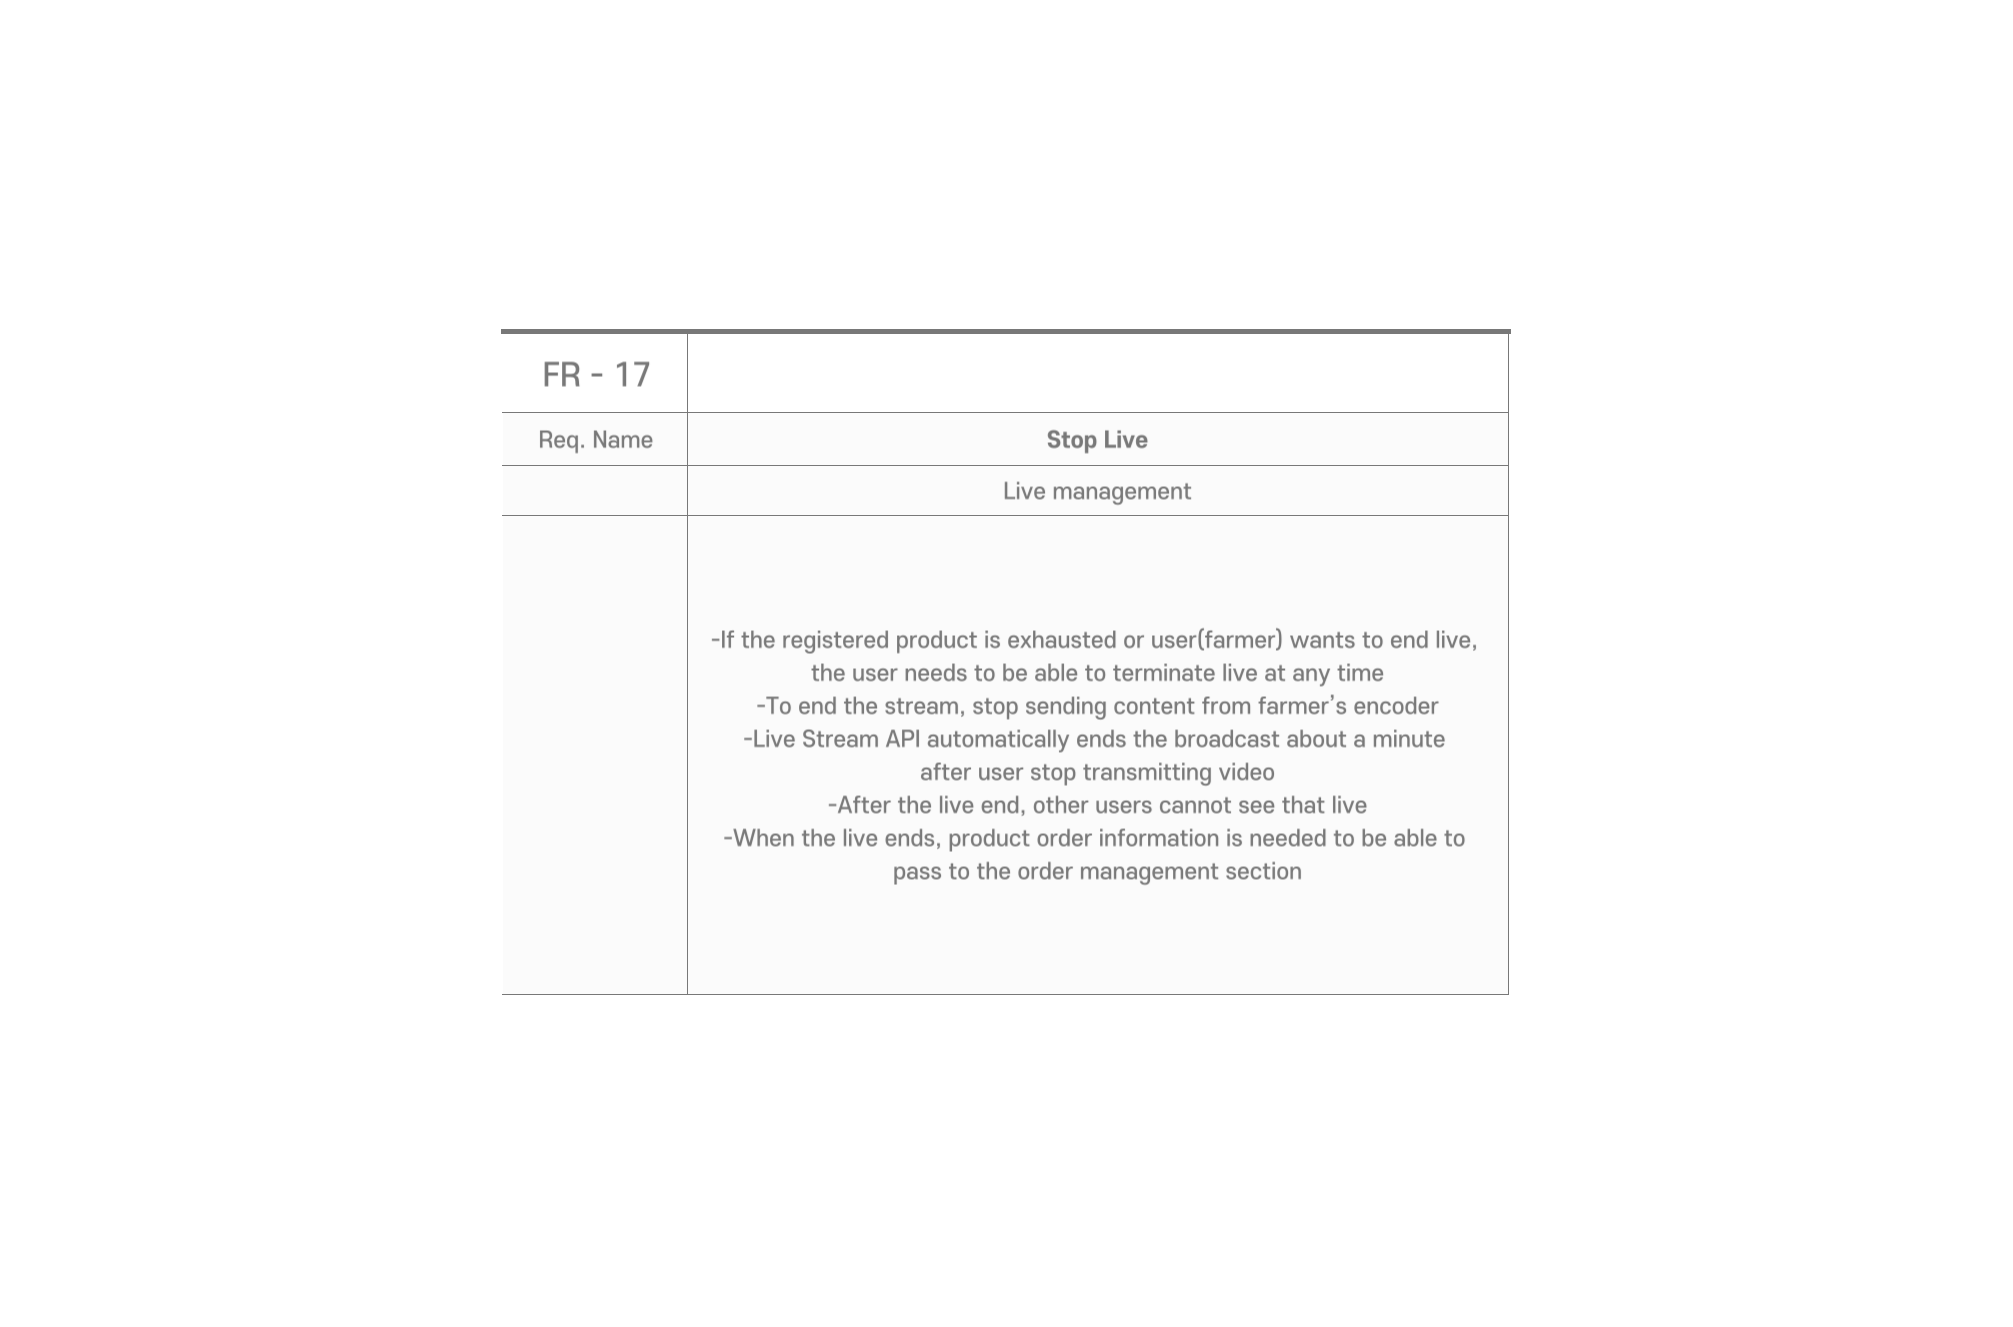 FR - 17
Req. Name
Stop Live
Live management
-If the registered product is exhausted or user(farmer) wants to end live,
the user needs to be able to terminate live at any time
-To end the stream, stop sending content from farmer’s encoder
-Live Stream API automatically ends the broadcast about a minute
after user stop transmitting video
-After the live end, other users cannot see that live
-When the live ends, product order information is needed to be able to
pass to the order management section